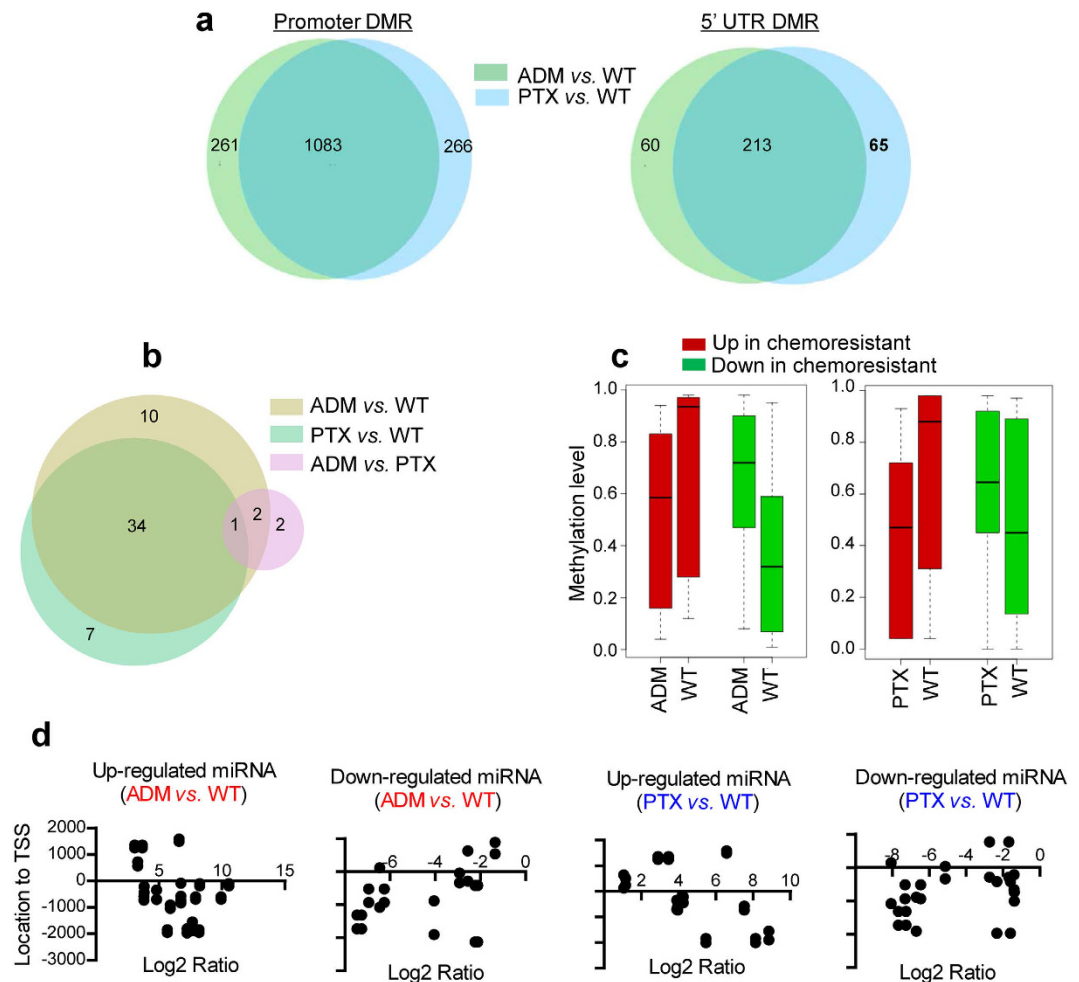 a
Promoter DMR
5' UTR DMR
ADM vs. WT
PTX vs. WT
261
1083
266
60
213
65
b
10
ADM vs. WT
PTX vs. WT
ADM vs. PTX
34
1
2
2
7
c
Up in chemoresistant
Down in chemoresistant
Methylation level
1.0
0.8
0.6
0.4
0.2
0.0
ADM
WT
ADM
WT
1.0
0.8
0.6
0.4
0.2
0.0
PTX
WT
PTX
WT
d
Up-regulated miRNA
(ADM vs. WT)
Location to TSS
2000
1000
0
-1000
-2000
-3000
5
10
15
Log2 Ratio
Down-regulated miRNA
(ADM vs. WT)
-6
-4
-2
0
Log2 Ratio
Up-regulated miRNA
(PTX vs. WT)
2
4
6
8
10
Log2 Ratio
Down-regulated miRNA
(PTX vs. WT)
-8
-6
-4
-2
0
Log2 Ratio